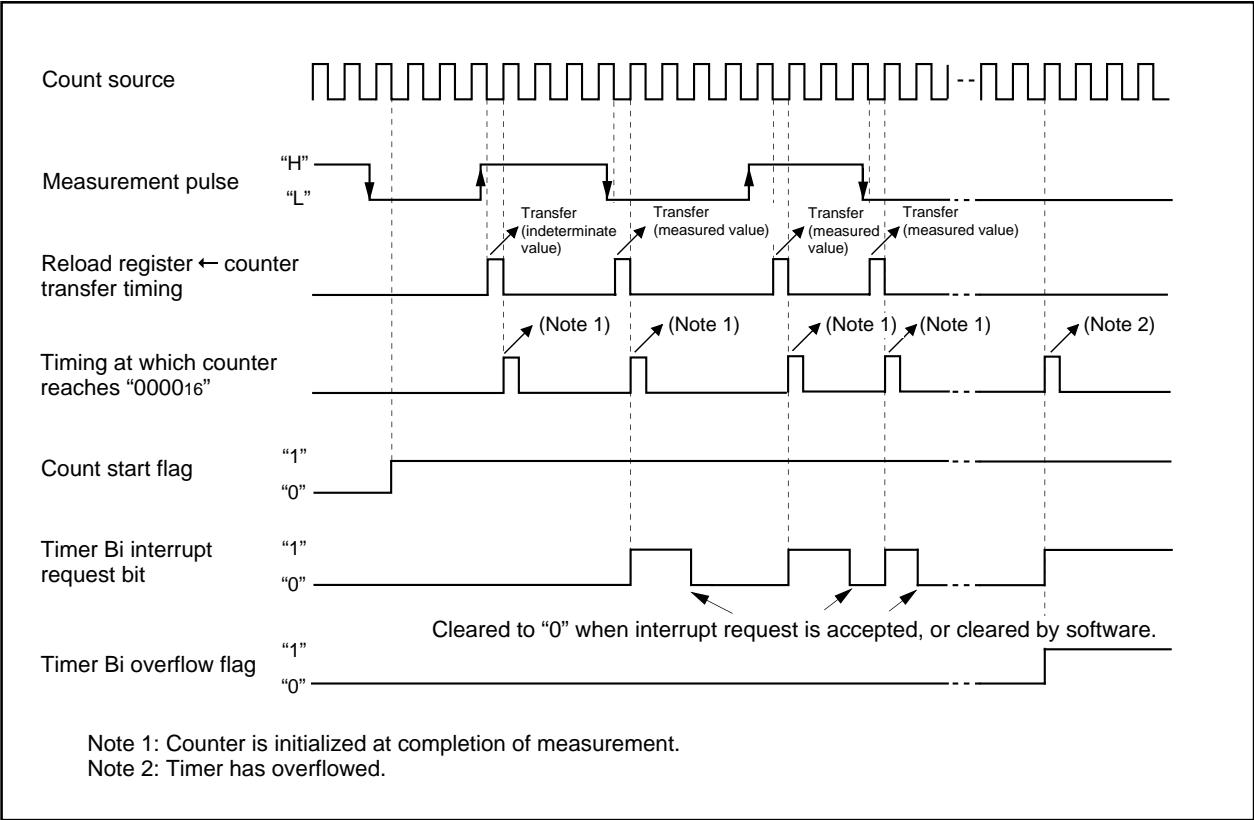 Count source
Measurement pulse
“H”
“L”
Transfer
(indeterminate
value)
Transfer
(measured value)
Transfer
(measured
value)
Transfer
(measured value)
Reload register ← counter
transfer timing
(Note 1)
(Note 1)
(Note 1)
(Note 1)
(Note 2)
Timing at which counter
reaches “000016”
Count start flag
“1”
“0”
Timer Bi interrupt
request bit
“1”
“0”
Cleared to “0” when interrupt request is accepted, or cleared by software.
Timer Bi overflow flag
“1”
“0”
Note 1: Counter is initialized at completion of measurement.
Note 2: Timer has overflowed.